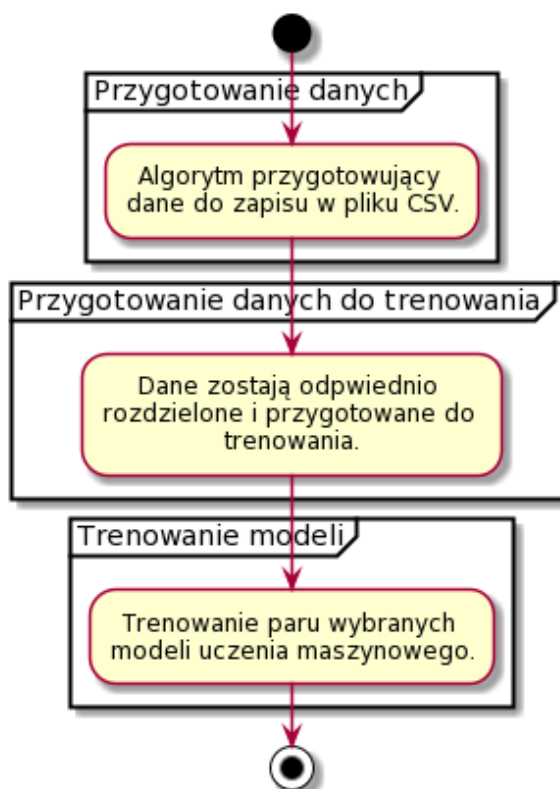 Przygotowanie danych
Algorytm przygotowujący
dane do zapisu w pliku CSV.
Przygotowanie danych do trenowania
Dane zostają odpwiednio
rozdzielone i przygotowane do
trenowania.
Trenowanie modeli
Trenowanie paru wybranych
modeli uczenia maszynowego.